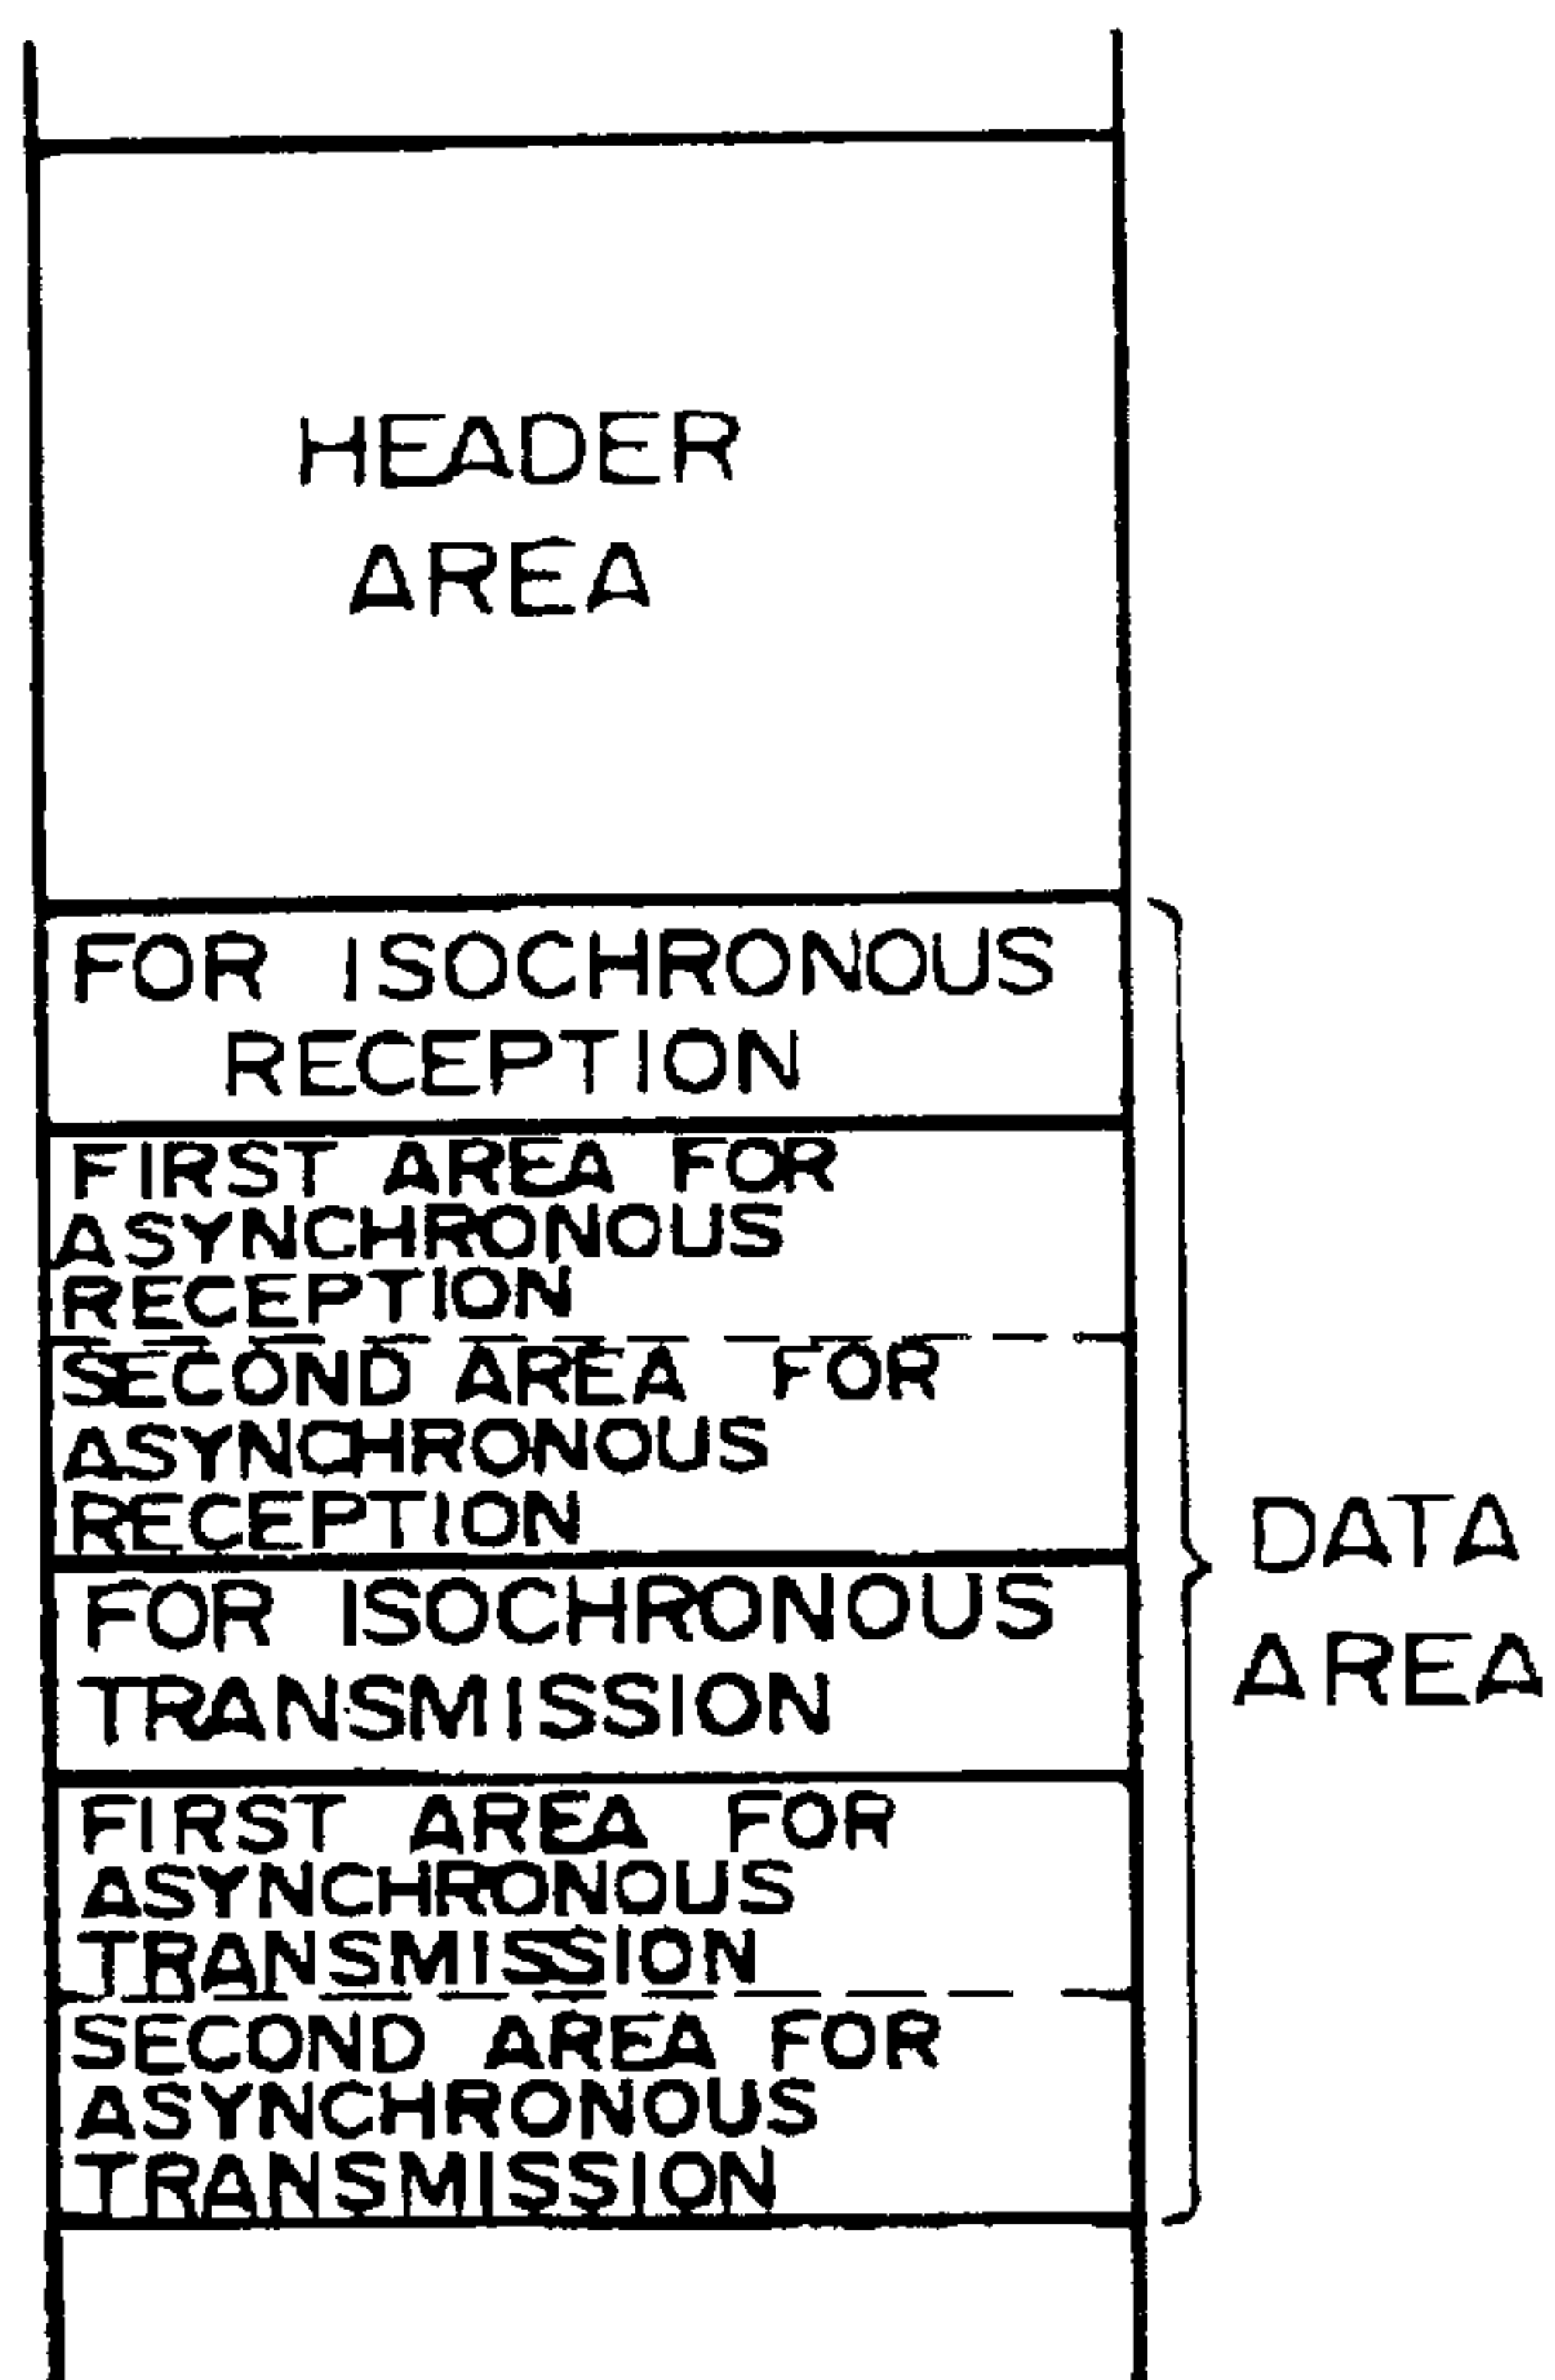 HEADER
AREA
FOR ISOCHRONOUS
RECEPTION
FIRST AREA FOR
ASYNCHRONOUS
RECEPTION
SECOND AREA FOR
ASYNCHRONOUS
RECEPTION
FOR ISOCHRONOUS
TRANSMISSION
FIRST AREA FOR
ASYNCHRONOUS
TRANSMISSION
SECOND AREA FOR
ASYNCHRONOUS
TRANSMISSION
DATA
AREA